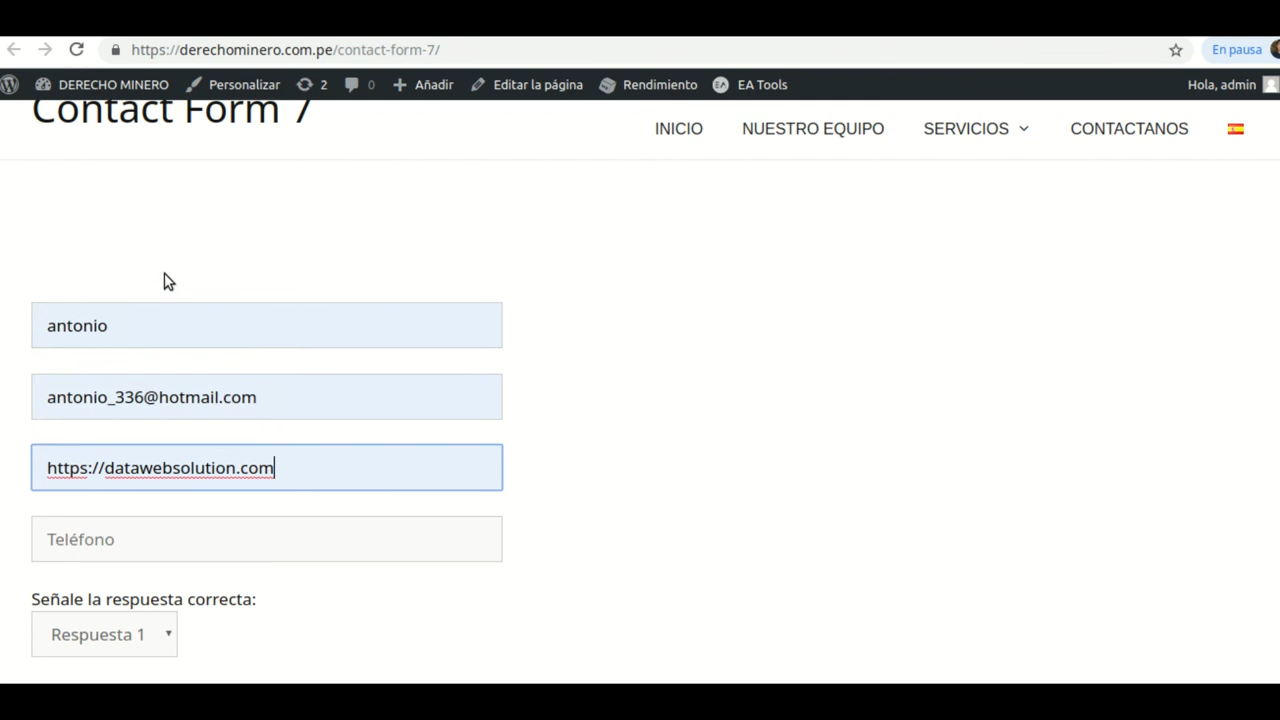 https://derechominero.com.pe/contact-form-7/
En pausa
DERECHO MINERO Personalizar 2 0 Añadir Editar la página Rendimiento EA Tools Hola, admin
Contact Form 7
INICIO NUESTRO EQUIPO SERVICIOS CONTACTANOS
antonio
antonio_336@hotmail.com
https://datawebsolution.com
Teléfono
Señale la respuesta correcta:
Respuesta 1